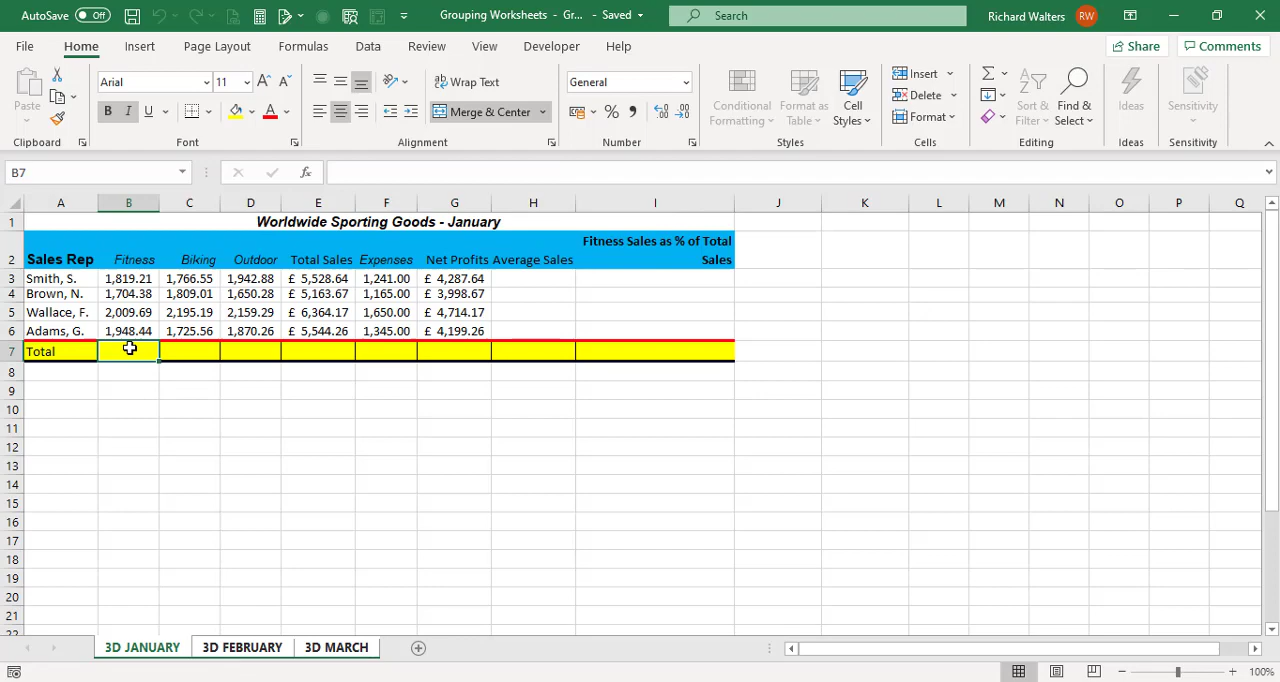 AutoSave Off Grouping Worksheets - Gr... - Saved Search Richard Walters RW
File Home Insert Page Layout Formulas Data Review View Developer Help Share Comments
Paste Arial 11 Wrap Text General Conditional Formatting Format as Table Cell Styles Insert Sort & Filter Find & Select Ideas Sensitivity
B I U Merge & Center Delete
Format
Clipboard Font Alignment Number Styles Cells Editing Ideas Sensitivity
B7 fx
A B C D E F G H I J K L M N O P Q
1 Worldwide Sporting Goods - January
2 Sales Rep Fitness Biking Outdoor Total Sales Expenses Net Profits Average Sales Fitness Sales as % of Total Sales
3 Smith, S. 1,819.21 1,766.55 1,942.88 £ 5,528.64 1,241.00 £ 4,287.64
4 Brown, N. 1,704.38 1,809.01 1,650.28 £ 5,163.67 1,165.00 £ 3,998.67
5 Wallace, F. 2,009.69 2,195.19 2,159.29 £ 6,364.17 1,650.00 £ 4,714.17
6 Adams, G. 1,948.44 1,725.56 1,870.26 £ 5,544.26 1,345.00 £ 4,199.26
7 Total
8
9
10
11
12
13
14
15
16
17
18
19
20
21
22
3D JANUARY 3D FEBRUARY 3D MARCH
100%